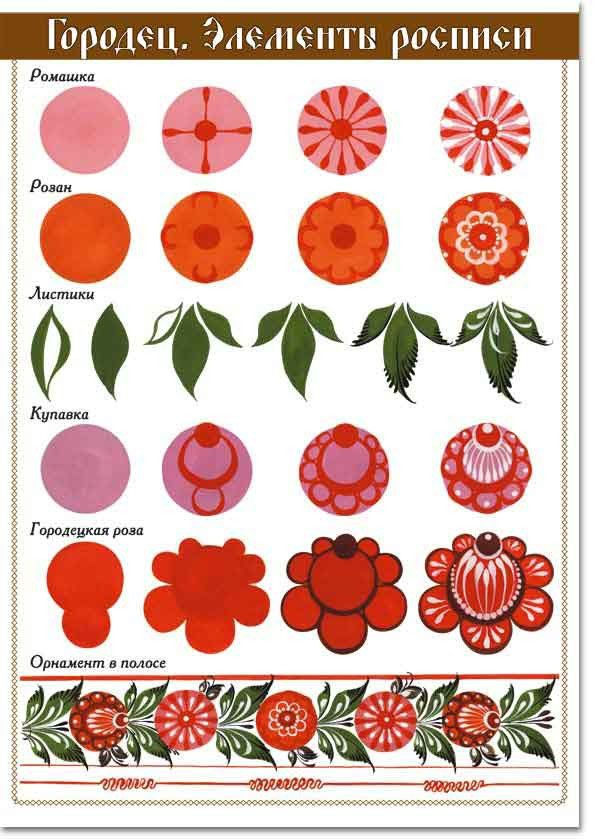 Городец. Элементы росписи
Ромашка
Розан
Листики
Купавка
Городецкая роза
Орнамент в полосе